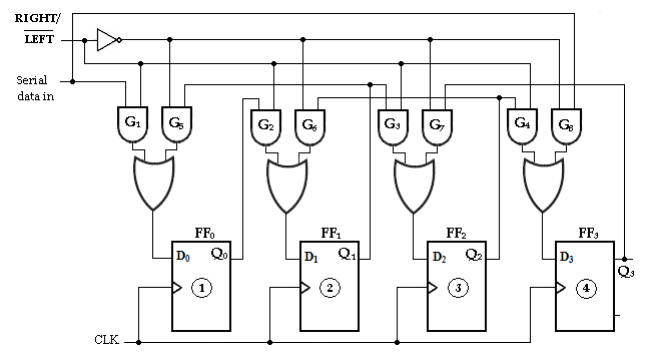 RIGHT/
LEFT
Serial
data in
G1 G5 G2 G6 G3 G7 G4 G8
FF0 FF1 FF2 FF3
D0 Q0 D1 Q1 D2 Q2 D3
Q3
1 2 3 4
CLK